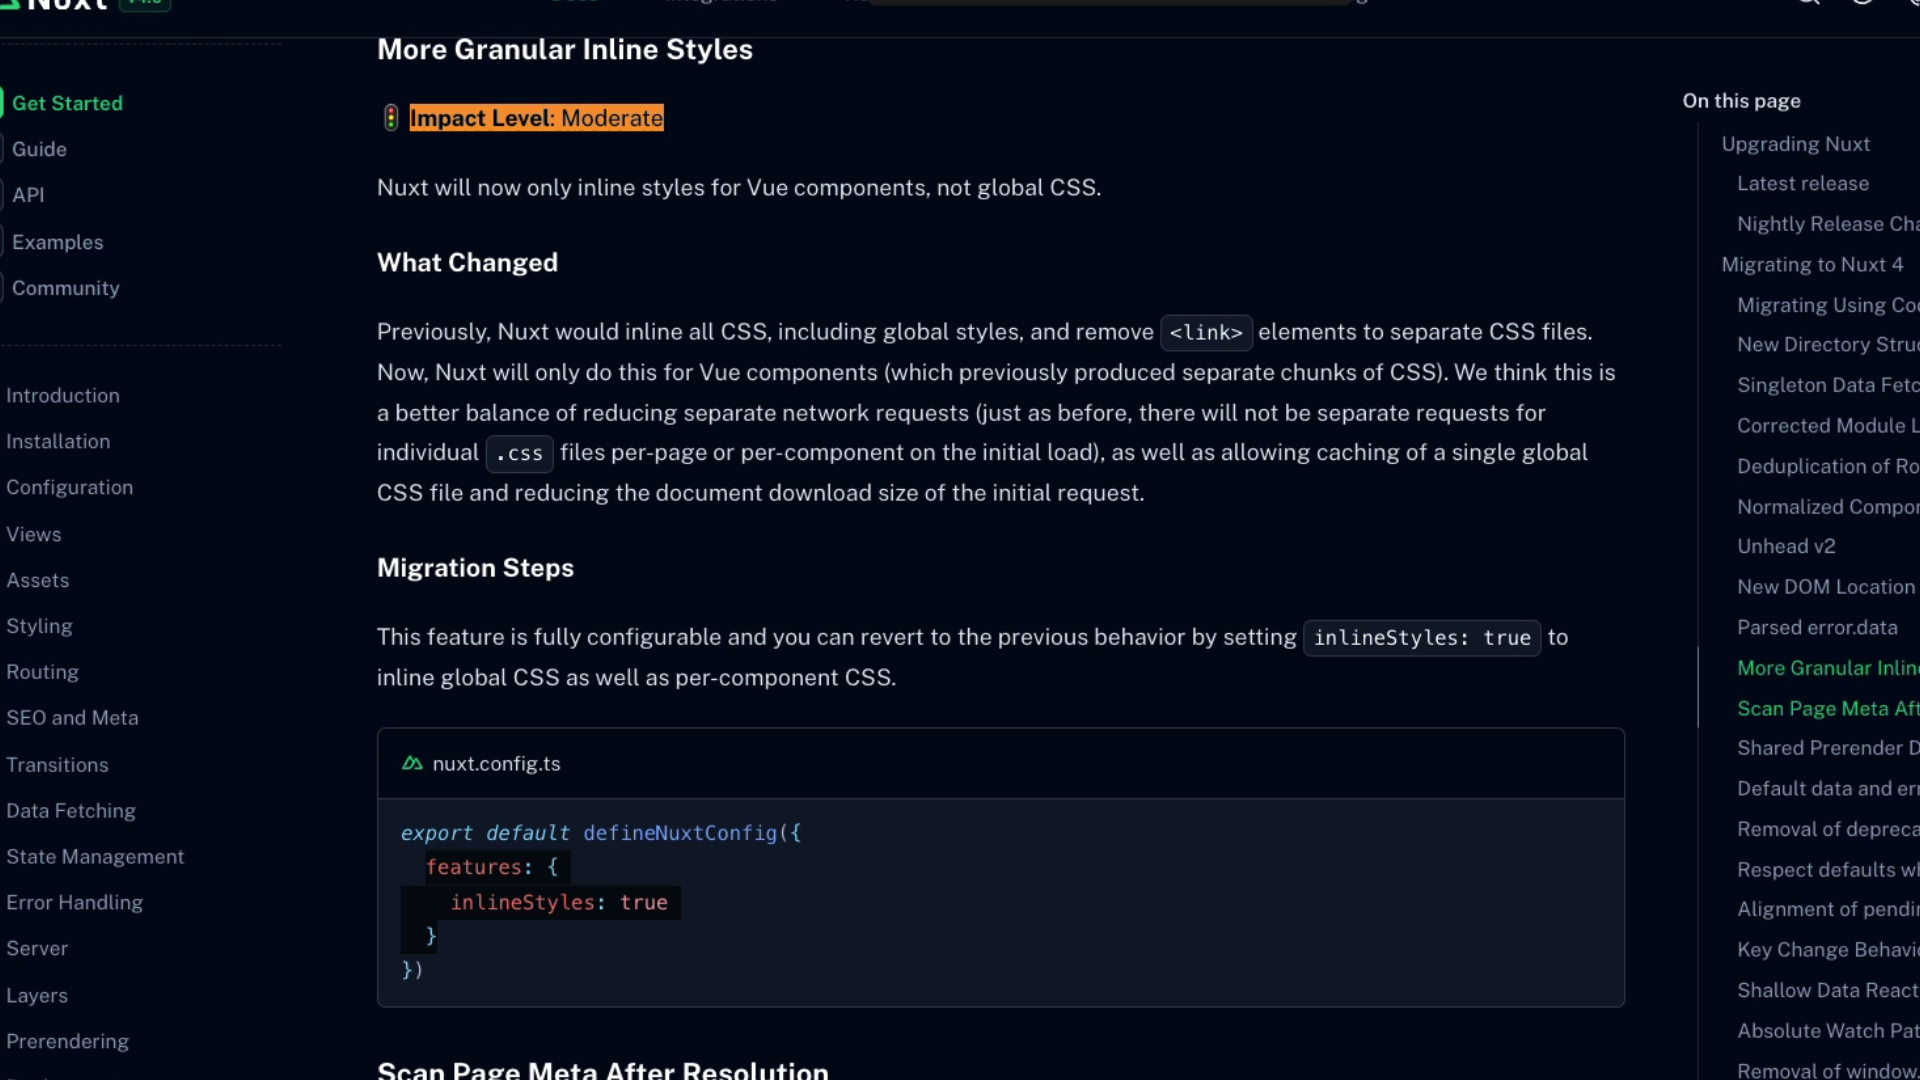 Nuxt
More Granular Inline Styles
Impact Level: Moderate
Nuxt will now only inline styles for Vue components, not global CSS.
What Changed
Previously, Nuxt would inline all CSS, including global styles, and remove <link> elements to separate CSS files.
Now, Nuxt will only do this for Vue components (which previously produced separate chunks of CSS). We think this is
a better balance of reducing separate network requests (just as before, there will not be separate requests for
individual .css files per-page or per-component on the initial load), as well as allowing caching of a single global
CSS file and reducing the document download size of the initial request.
Migration Steps
This feature is fully configurable and you can revert to the previous behavior by setting inlineStyles: true to
inline global CSS as well as per-component CSS.
nuxt.config.ts
export default defineNuxtConfig({
features: {
inlineStyles: true
}
})
Scan Page Meta After Resolution
Get Started
Guide
API
Examples
Community
Introduction
Installation
Configuration
Views
Assets
Styling
Routing
SEO and Meta
Transitions
Data Fetching
State Management
Error Handling
Server
Layers
Prerendering
On this page
Upgrading Nuxt
Latest release
Nightly Release Cha
Migrating to Nuxt 4
Migrating Using Co
New Directory Struc
Singleton Data Fetc
Corrected Module L
Deduplication of Ro
Normalized Compon
Unhead v2
New DOM Location
Parsed error.data
More Granular Inline
Scan Page Meta Aft
Shared Prerender D
Default data and err
Removal of depreca
Respect defaults wh
Alignment of pendin
Key Change Behavio
Shallow Data React
Absolute Watch Pat
Removal of window.